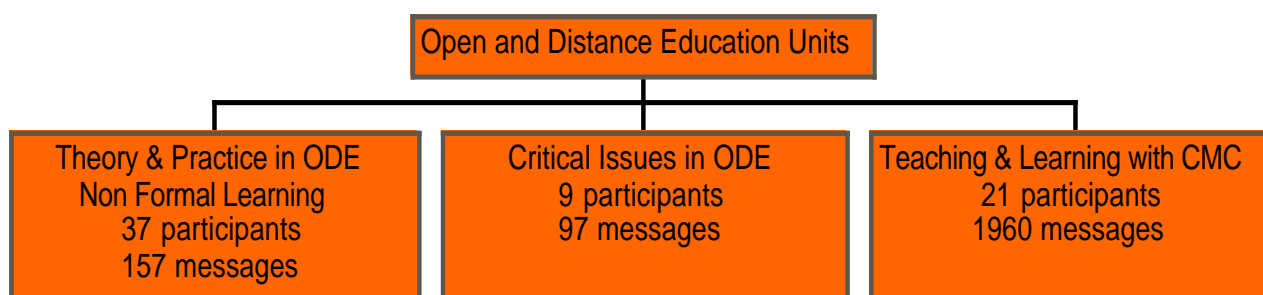 Open and Distance Education Units
Theory & Practice in ODE
Non Formal Learning
37 participants
157 messages
Critical Issues in ODE
9 participants
97 messages
Teaching & Learning with CMC
21 participants
1960 messages